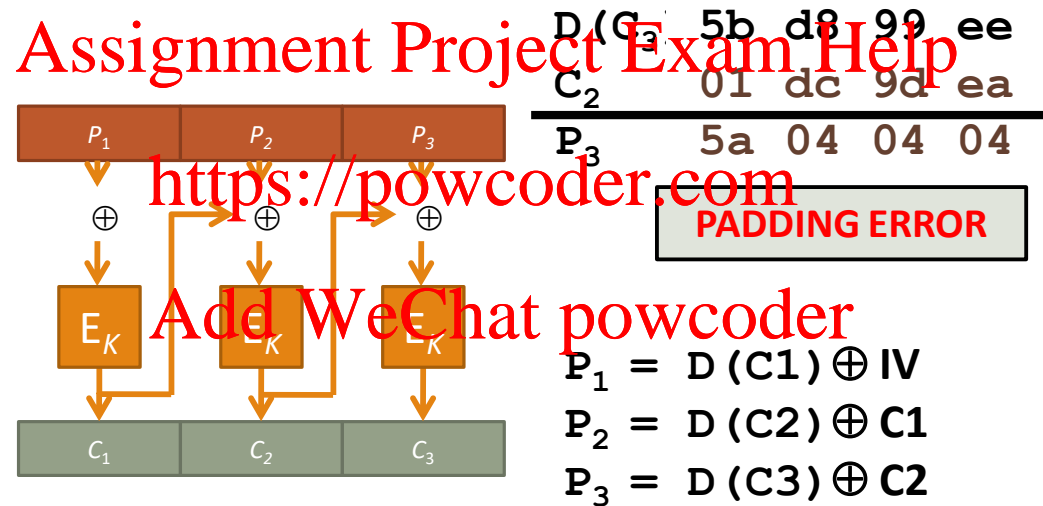 Assignment Project Exam Help
D(C3) 5b d8 99 ee
C2 01 dc 9d ea
P3 5a 04 04 04
P1 P2 P3
https://powcoder.com
⊕ ⊕ ⊕
PADDING ERROR
EK EK EK
Add WeChat powcoder
P1 = D(C1)⊕IV
P2 = D(C2)⊕C1
P3 = D(C3)⊕C2
C1 C2 C3